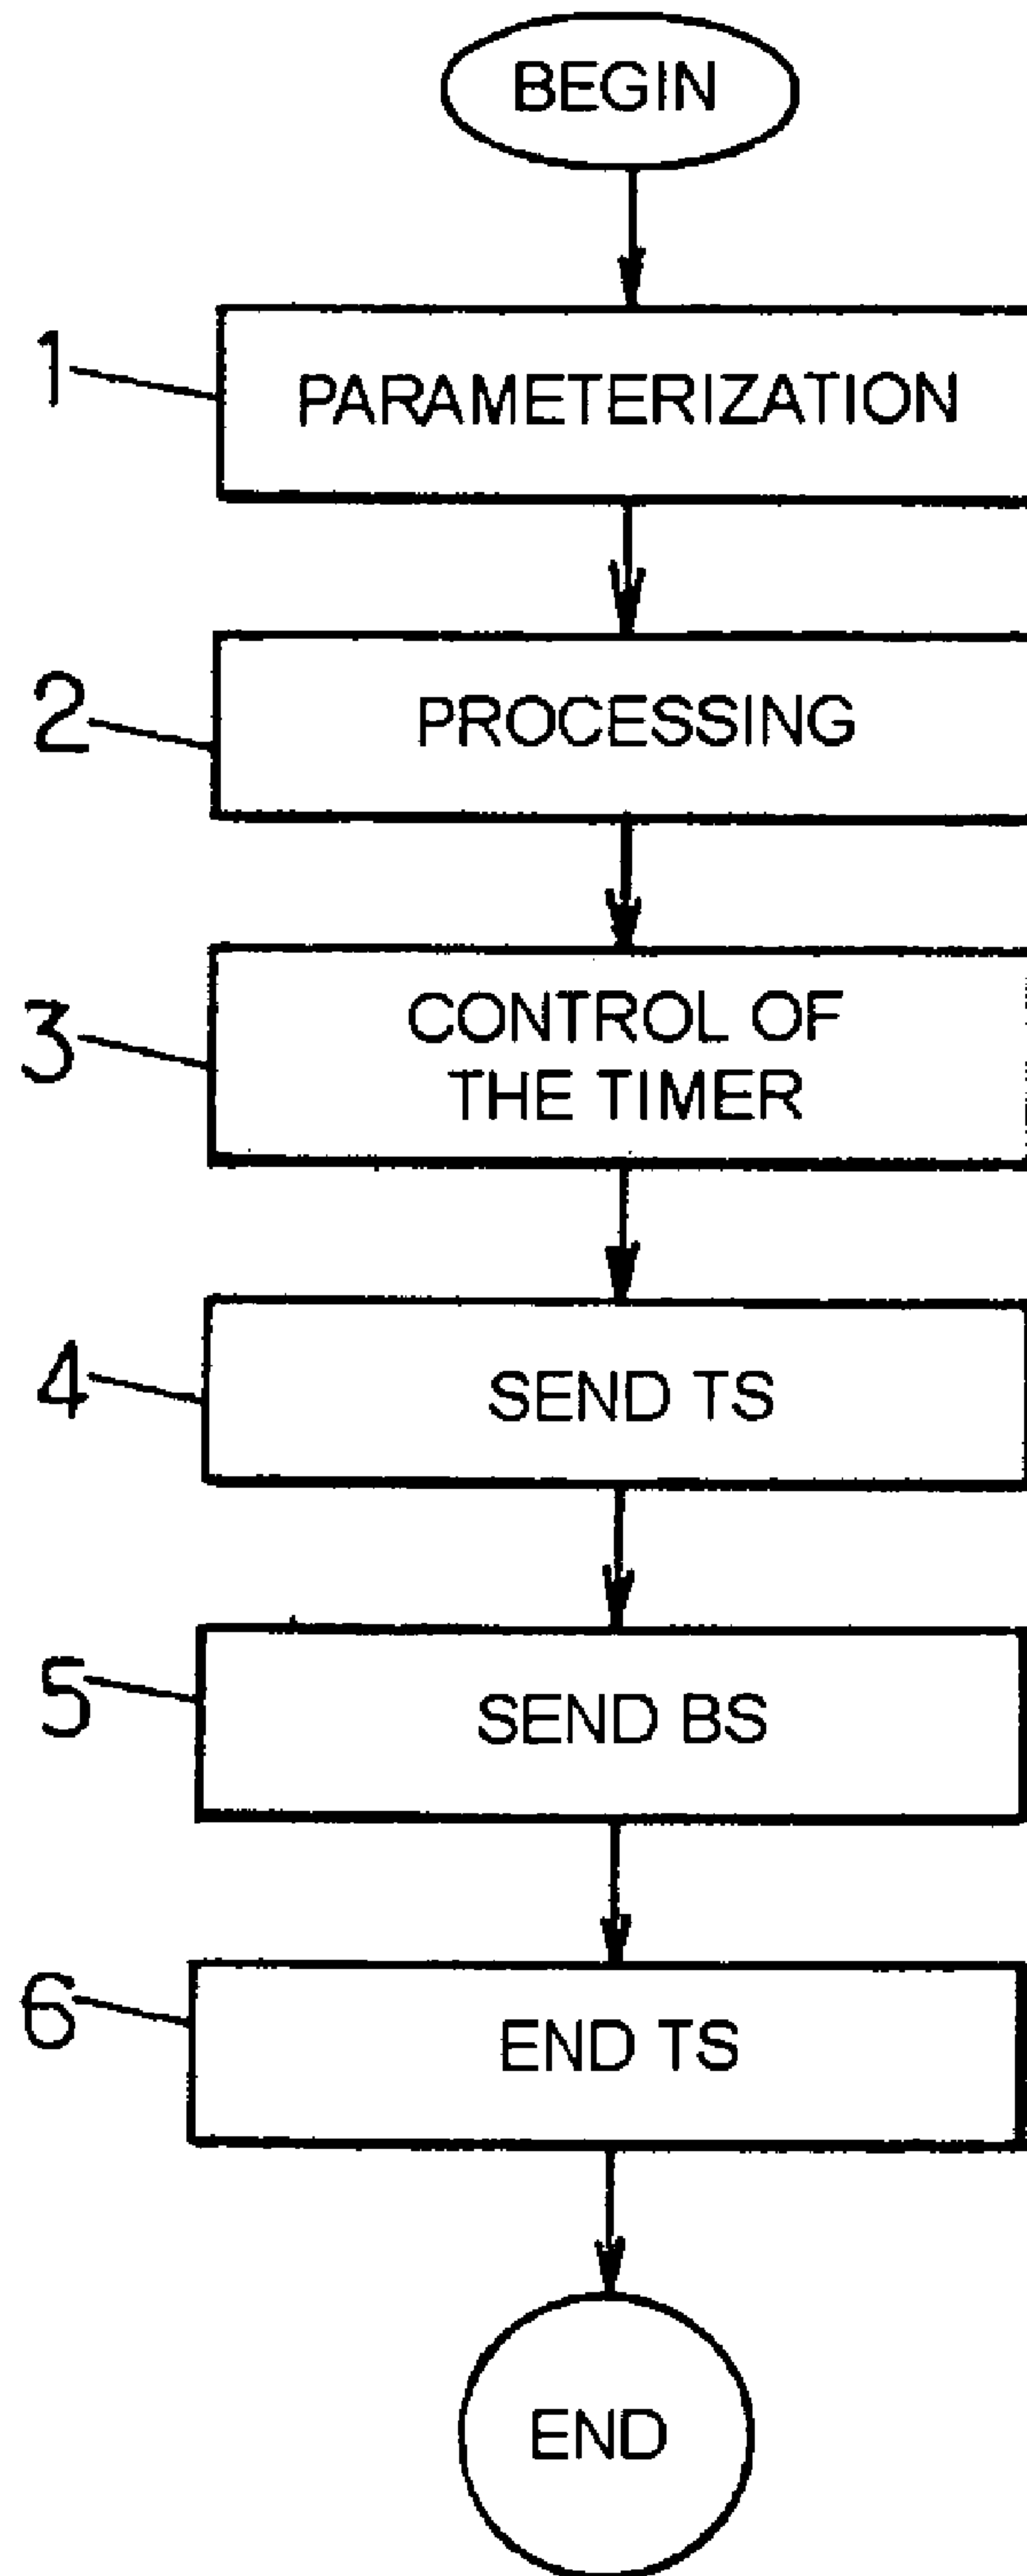 BEGIN
1
PARAMETERIZATION
2
PROCESSING
3
CONTROL OF
THE TIMER
4
SEND TS
5
SEND BS
6
END TS
END